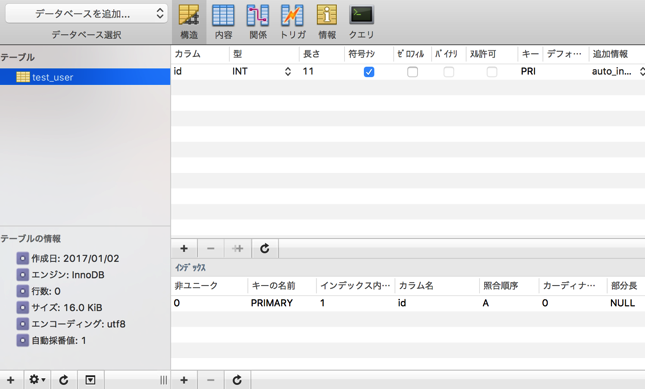 データベースを追加...
データベース選択
構造 内容 関係 トリガ 情報 クエリ
テーブル
test_user
カラム 型 長さ 符号ﾅｼ ｾﾞﾛﾌｨﾙ ﾊﾞｲﾅﾘ ﾇﾙ許可 キー デフォ… 追加情報
id INT 11 PRI auto_in...
テーブルの情報
作成日: 2017/01/02
エンジン: InnoDB
行数: 0
サイズ: 16.0 KiB
エンコーディング: utf8
自動採番値: 1
ｲﾝﾃﾞｯｸｽ
非ユニーク キーの名前 インデックス内… カラム名 照合順序 カーディナ… 部分長
0 PRIMARY 1 id A 0 NULL